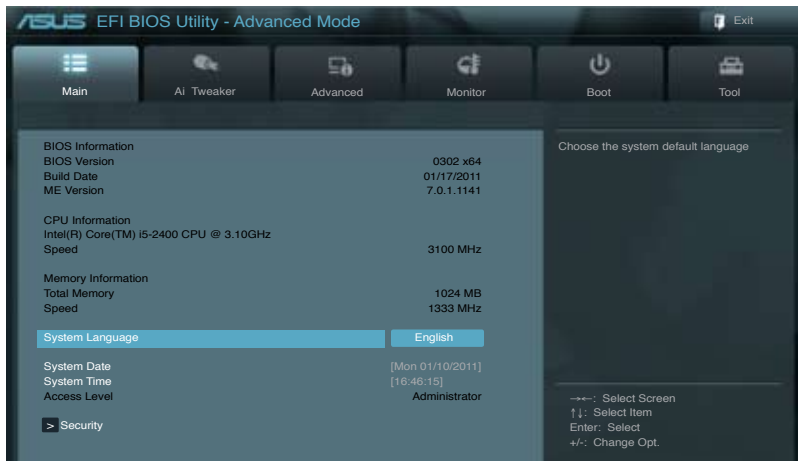 ASUS EFI BIOS Utility - Advanced Mode
Exit
Main
Ai Tweaker
Advanced
Monitor
Boot
Tool
BIOS Information
BIOS Version 0302 x64
Build Date 01/17/2011
ME Version 7.0.1.1141
CPU Information
Intel(R) Core(TM) i5-2400 CPU @ 3.10GHz
Speed 3100 MHz
Memory Information
Total Memory 1024 MB
Speed 1333 MHz
System Language English
System Date [Mon 01/10/2011]
System Time [16:46:15]
Access Level Administrator
> Security
Choose the system default language
→←: Select Screen
↑↓: Select Item
Enter: Select
+/-: Change Opt.